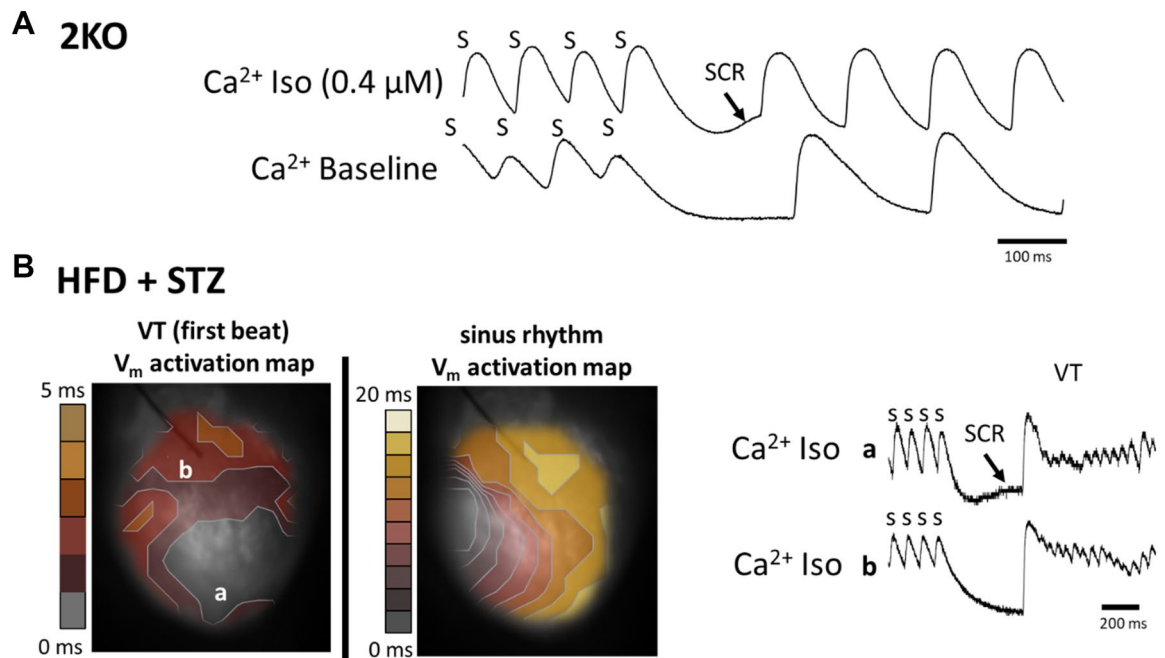 A 2KO
S S S S
Ca²⁺ Iso (0.4 µM)
SCR
S S S S
Ca²⁺ Baseline
100 ms
B HFD + STZ
VT (first beat)
Vₘ activation map
5 ms
b
a
0 ms
sinus rhythm
Vₘ activation map
20 ms
0 ms
VT
S S S S
SCR
Ca²⁺ Iso a
S S S S
Ca²⁺ Iso b
200 ms